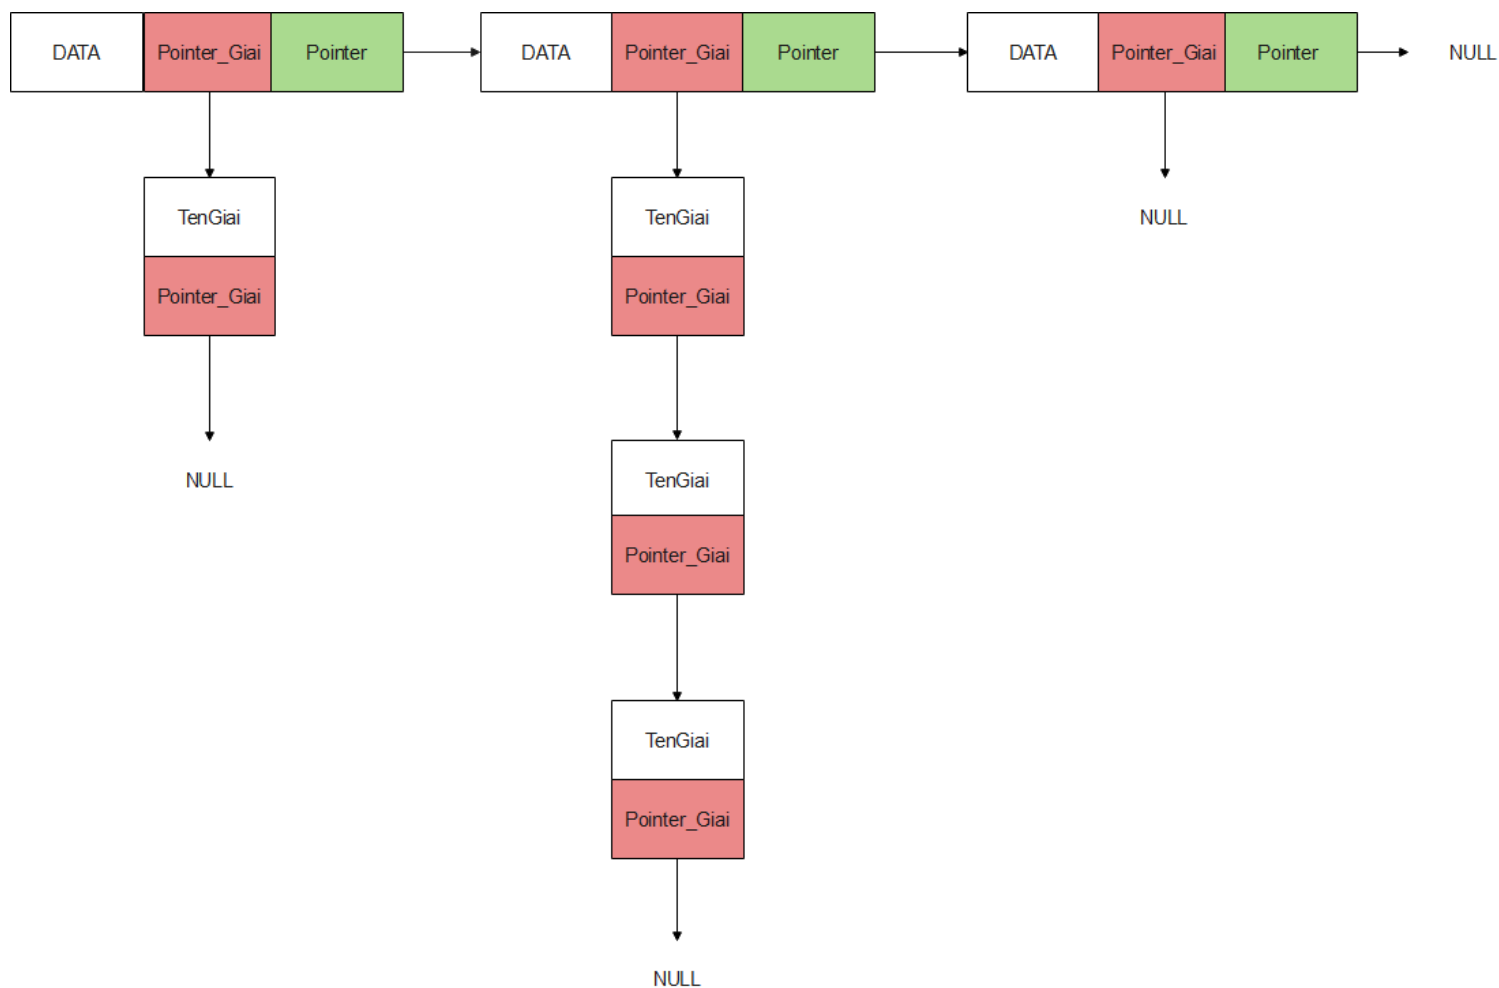 DATA Pointer_Giai Pointer DATA Pointer_Giai Pointer DATA Pointer_Giai Pointer NULL
TenGiai TenGiai NULL
Pointer_Giai Pointer_Giai
NULL TenGiai
Pointer_Giai
TenGiai
Pointer_Giai
NULL